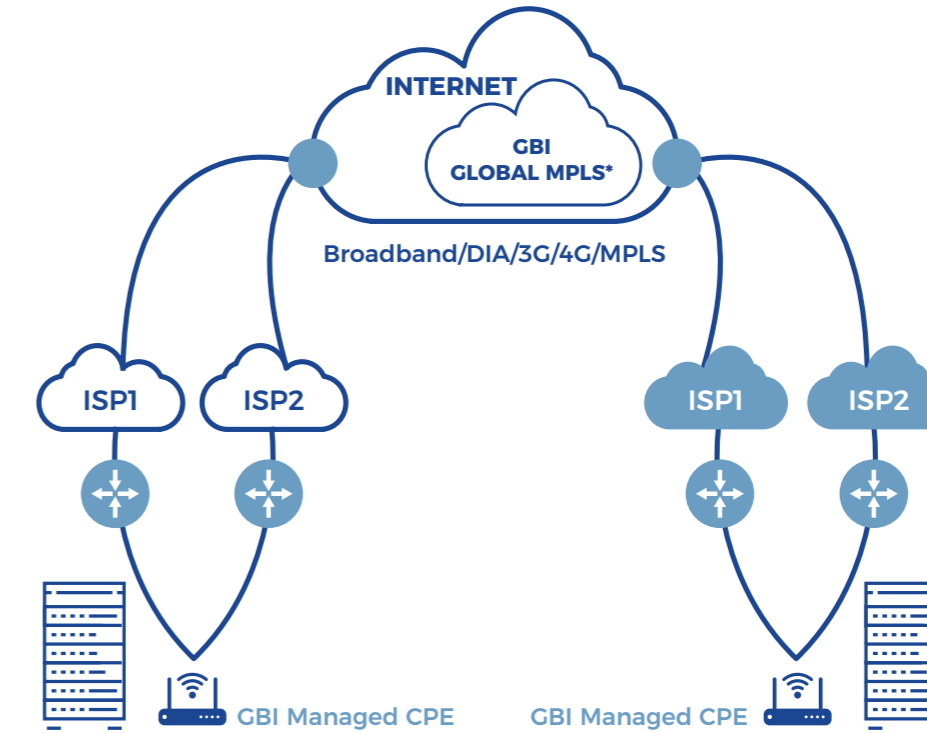 INTERNET
GBI
GLOBAL MPLS*
Broadband/DIA/3G/4G/MPLS
ISP1
ISP2
ISP1
ISP2
GBI Managed CPE
GBI Managed CPE